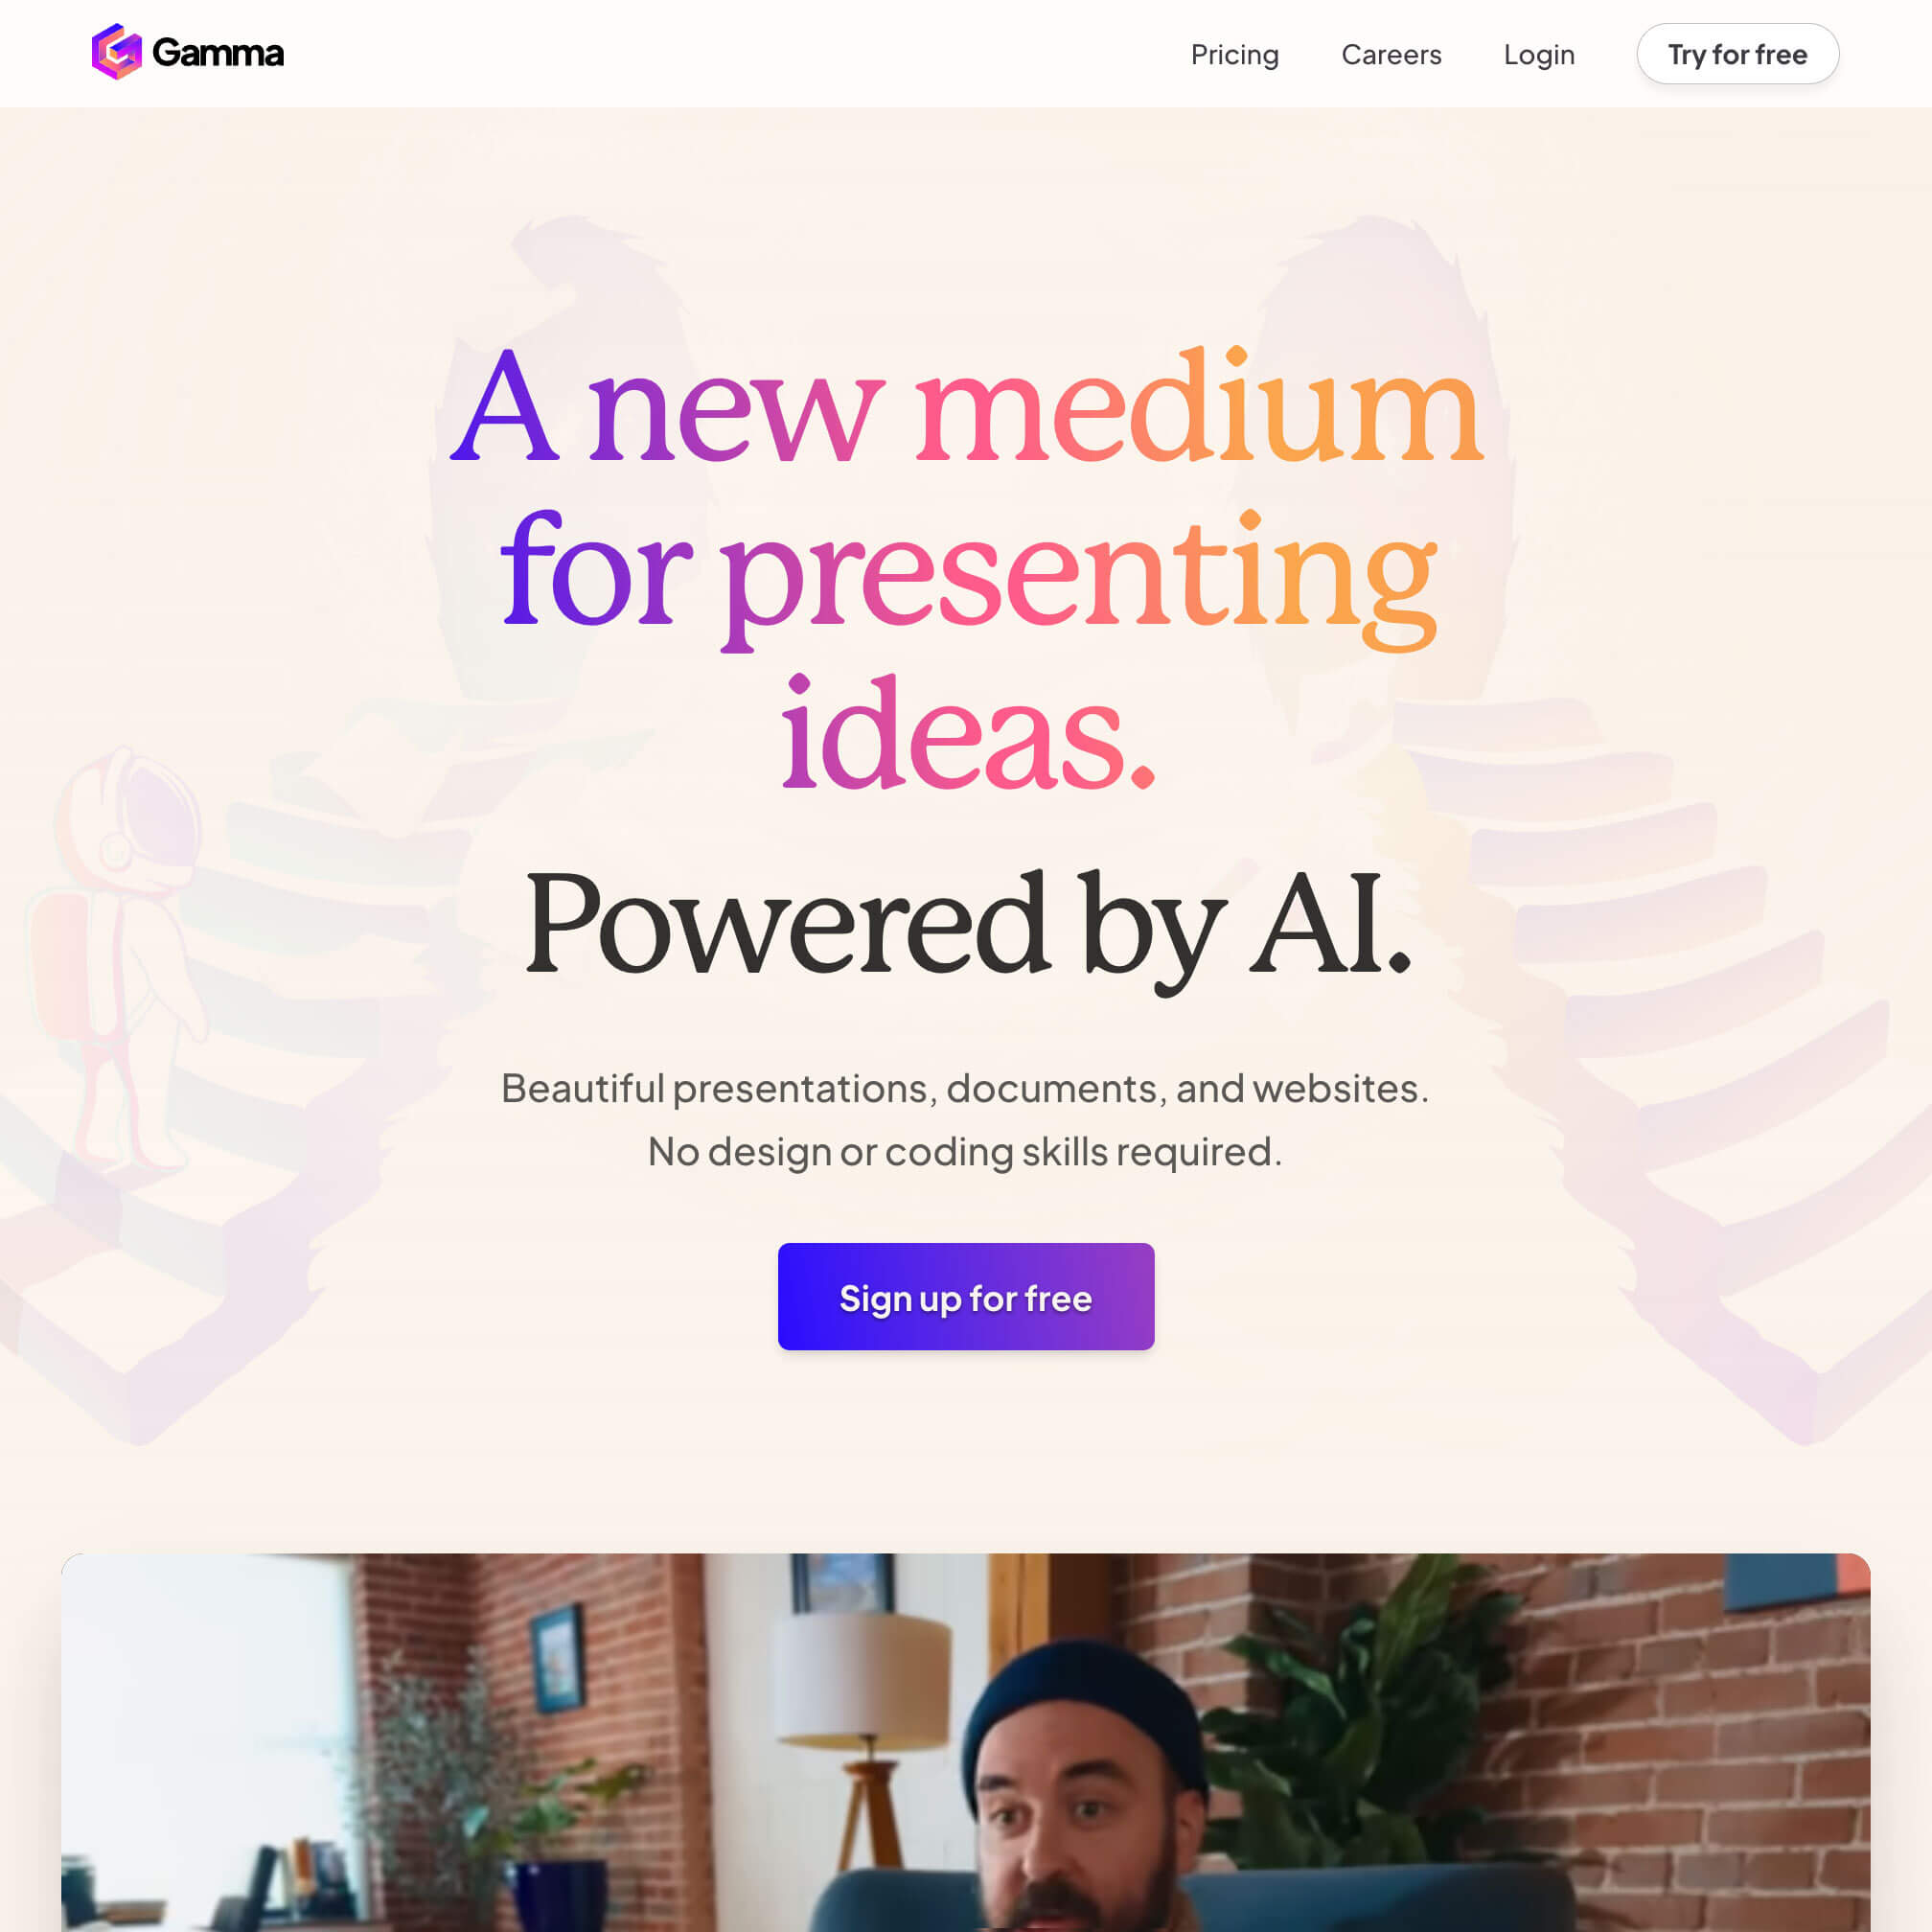 Gamma
Pricing
Careers
Login
Try for free
A new medium
for presenting
ideas.
Powered by AI.
Beautiful presentations, documents, and websites.
No design or coding skills required.
Sign up for free